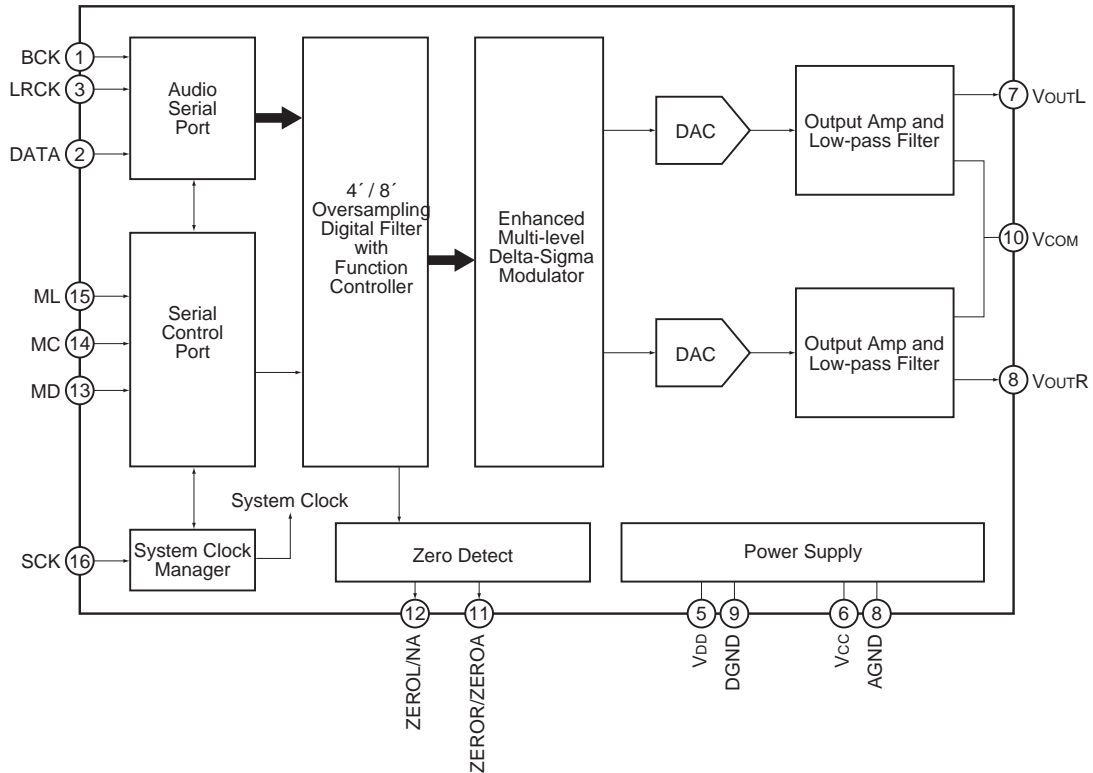 BCK 1
LRCK 3
DATA 2
Audio
Serial
Port
4´ / 8´
Oversampling
Digital Filter
with
Function
Controller
Enhanced
Multi-level
Delta-Sigma
Modulator
DAC
Output Amp and
Low-pass Filter
7 VOUTL
10 VCOM
ML 15
MC 14
MD 13
Serial
Control
Port
DAC
Output Amp and
Low-pass Filter
8 VOUTR
System Clock
SCK 16
System Clock
Manager
Zero Detect
Power Supply
12
11
5
9
6
8
ZEROL/NA
ZEROR/ZEROA
VDD
DGND
VCC
AGND